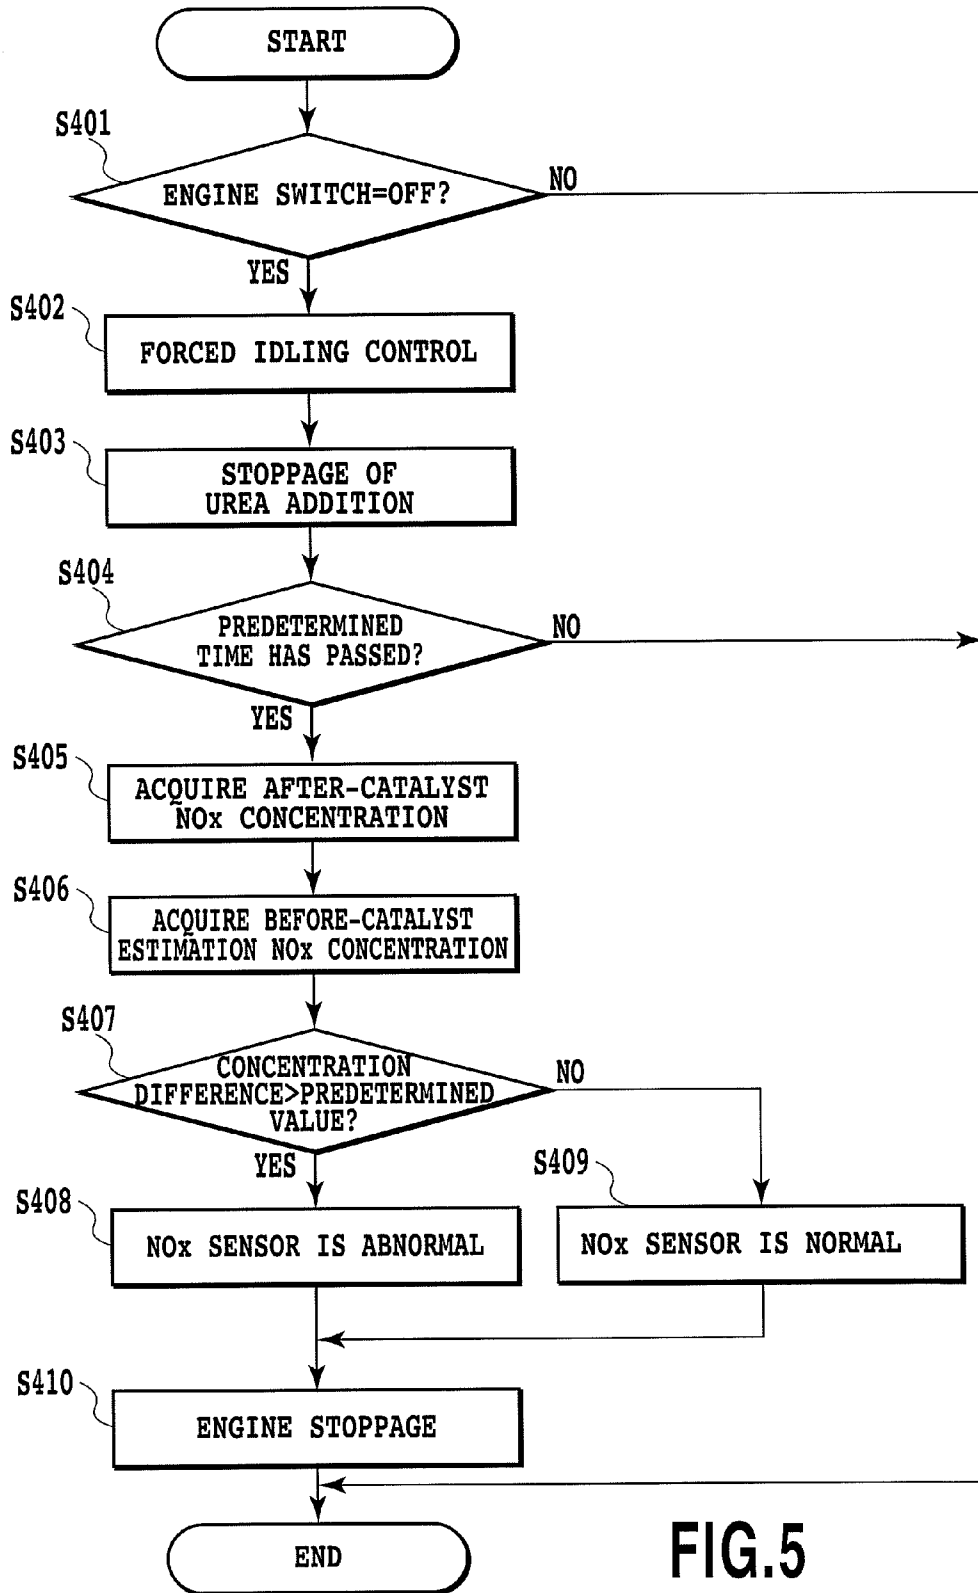 START
S401
ENGINE SWITCH=OFF?
NO
YES
S402
FORCED IDLING CONTROL
S403
STOPPAGE OF
UREA ADDITION
S404
PREDETERMINED
TIME HAS PASSED?
NO
YES
S405
ACQUIRE AFTER-CATALYST
NOx CONCENTRATION
S406
ACQUIRE BEFORE-CATALYST
ESTIMATION NOx CONCENTRATION
S407
CONCENTRATION
DIFFERENCE>PREDETERMINED
VALUE?
NO
YES
S408
NOx SENSOR IS ABNORMAL
S409
NOx SENSOR IS NORMAL
S410
ENGINE STOPPAGE
END
FIG.5